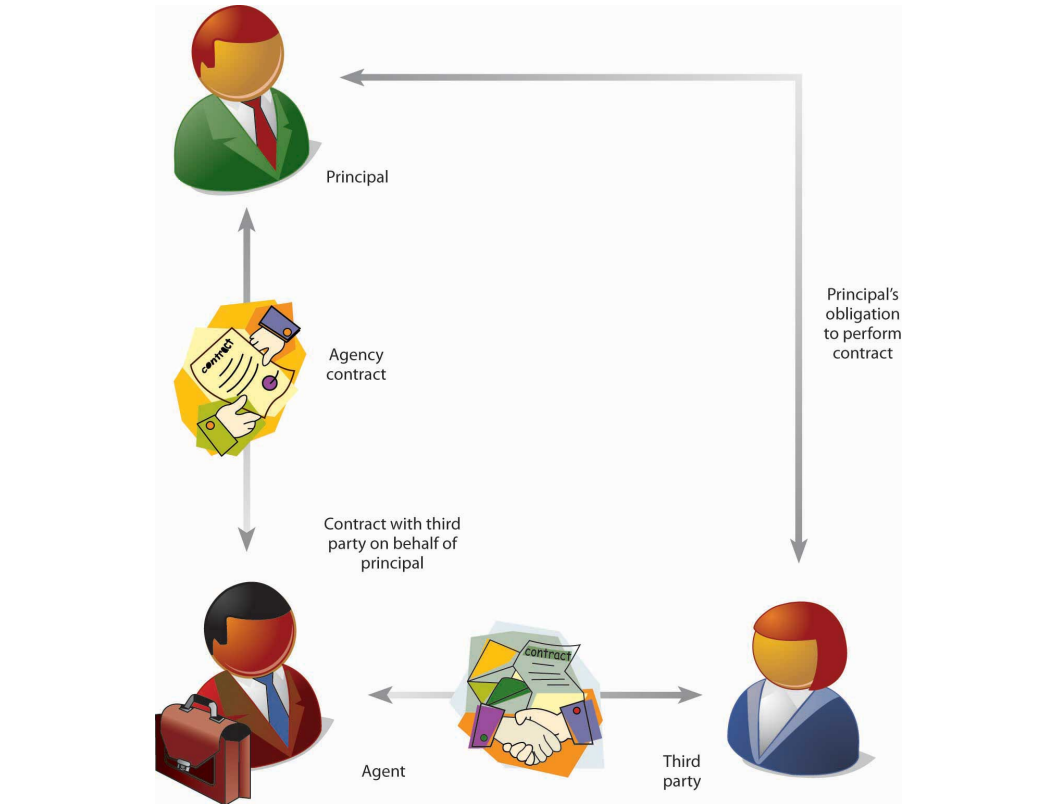 Principal
Principal's
obligation
to perform
contract
contract
Agency
contract
Contract with third
party on behalf of
principal
contract
Agent
Third
party